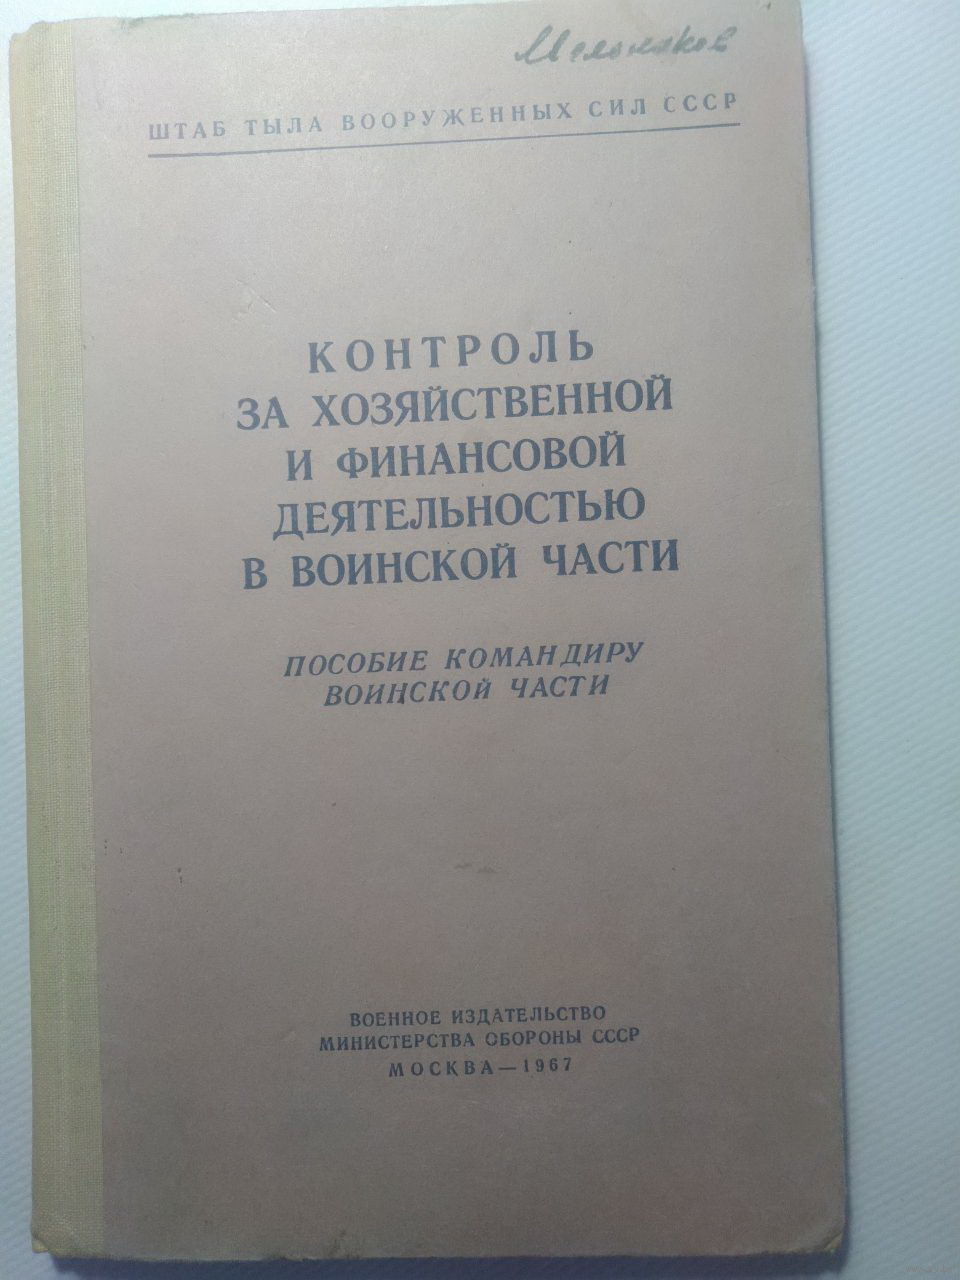 ШТАБ ТЫЛА ВООРУЖЕННЫХ СИЛ СССР
КОНТРОЛЬ
ЗА ХОЗЯЙСТВЕННОЙ
И ФИНАНСОВОЙ
ДЕЯТЕЛЬНОСТЬЮ
В ВОИНСКОЙ ЧАСТИ
ПОСОБИЕ КОМАНДИРУ
ВОИНСКОЙ ЧАСТИ
ВОЕННОЕ ИЗДАТЕЛЬСТВО
МИНИСТЕРСТВА ОБОРОНЫ СССР
МОСКВА — 1967